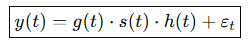 y(t) = g(t) · s(t) · h(t) + ε_t